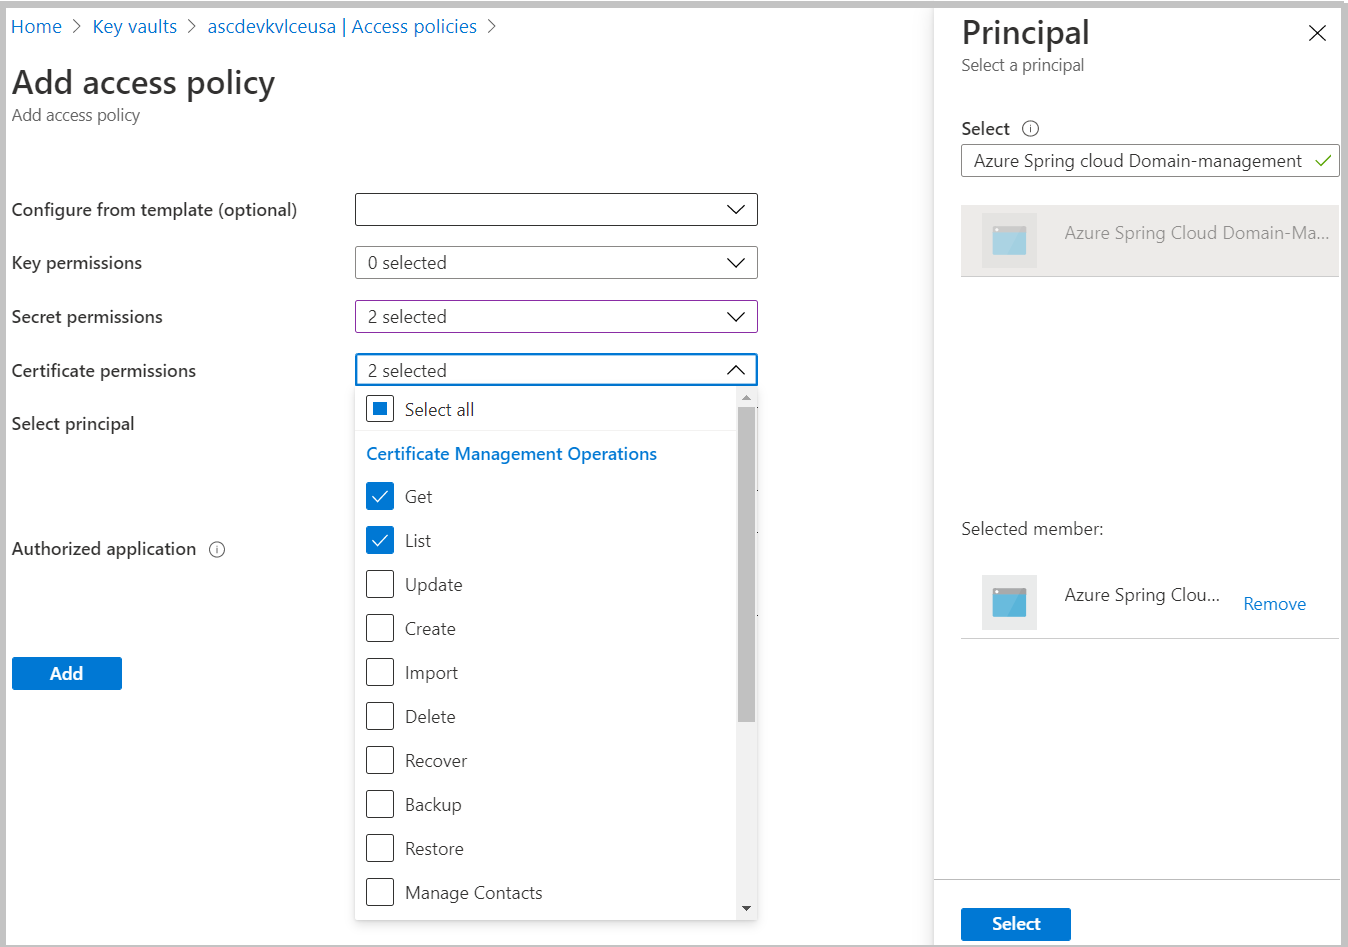 Home > Key vaults > ascdevkvlceusa | Access policies >
Add access policy
Add access policy
Configure from template (optional)
Key permissions
0 selected
Secret permissions
2 selected
Certificate permissions
2 selected
Select all
Select principal
Certificate Management Operations
Get
List
Authorized application
Update
Create
Import
Add
Delete
Recover
Backup
Restore
Manage Contacts
Principal
Select a principal
Select
Azure Spring cloud Domain-management
Azure Spring Cloud Domain-Ma...
Selected member:
Azure Spring Clou...
Remove
Select